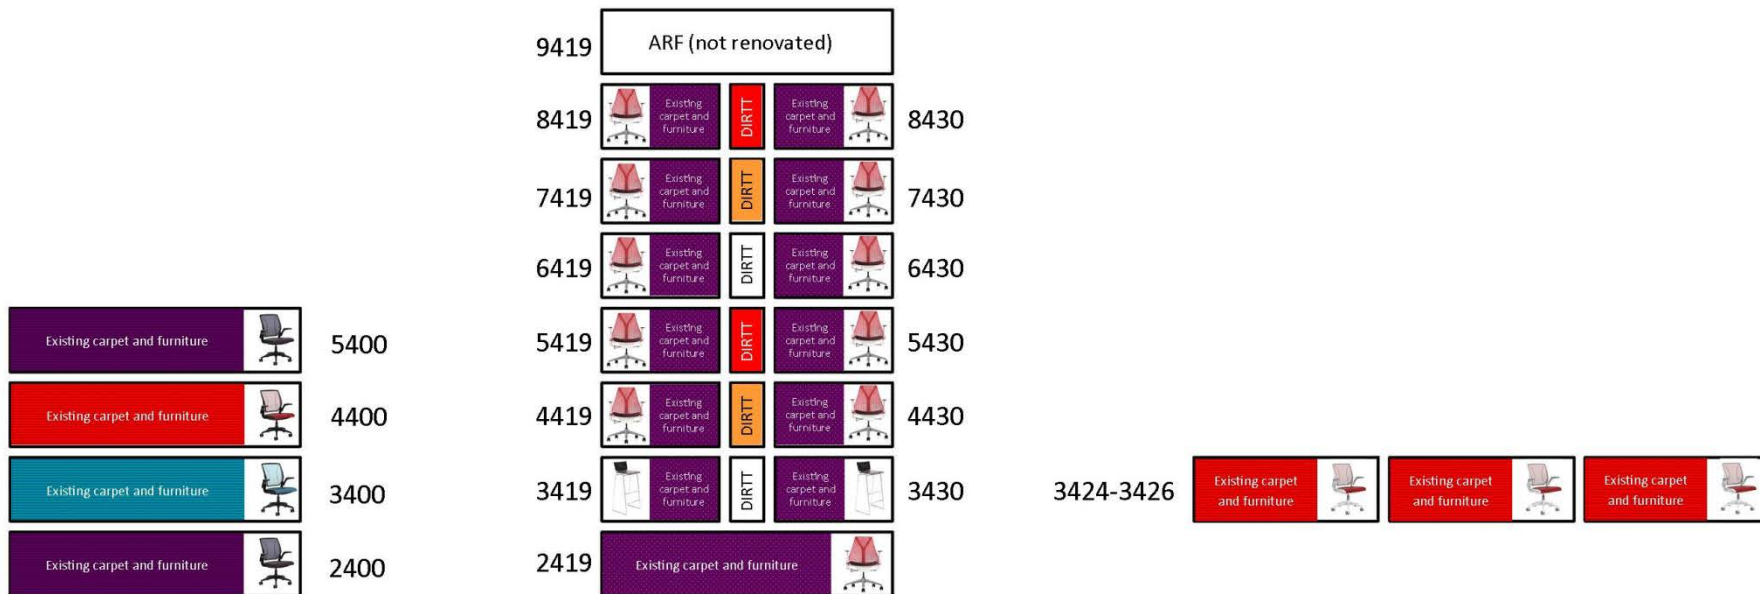 9419
ARF (not renovated)
8419
Existing
carpet and
furniture
DIRTT
Existing
carpet and
furniture
8430
7419
Existing
carpet and
furniture
DIRTT
Existing
carpet and
furniture
7430
6419
Existing
carpet and
furniture
DIRTT
Existing
carpet and
furniture
6430
Existing carpet and furniture
5400
5419
Existing
carpet and
furniture
DIRTT
Existing
carpet and
furniture
5430
Existing carpet and furniture
4400
4419
Existing
carpet and
furniture
DIRTT
Existing
carpet and
furniture
4430
Existing carpet and furniture
3400
3419
Existing
carpet and
furniture
DIRTT
Existing
carpet and
furniture
3430
3424-3426
Existing carpet
and furniture
Existing carpet
and furniture
Existing carpet
and furniture
Existing carpet and furniture
2400
2419
Existing carpet and furniture